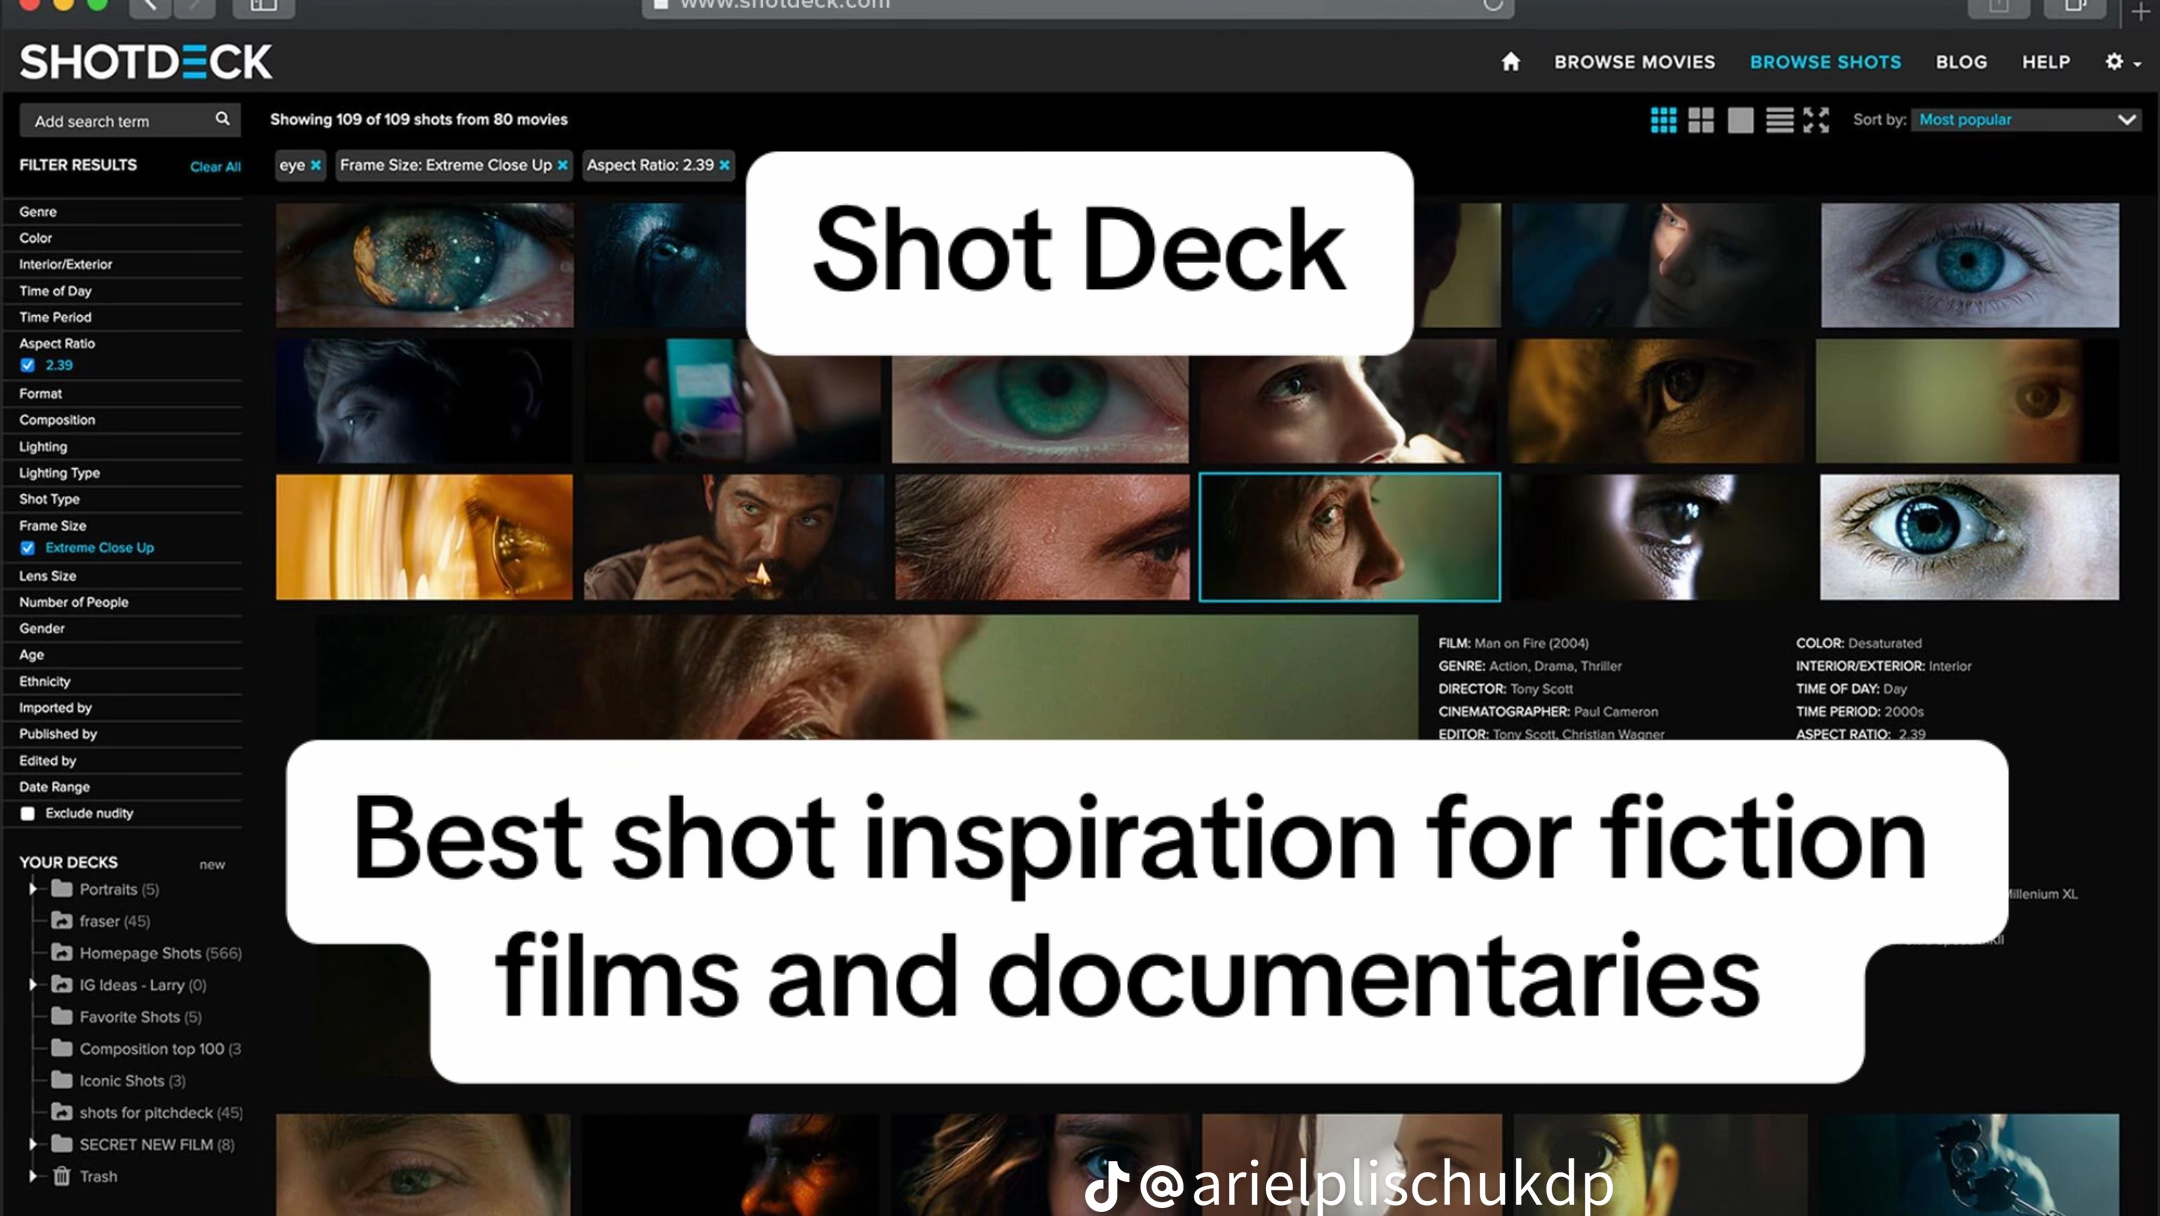 www.shotdeck.com
SHOTDECK
BROWSE MOVIES
BROWSE SHOTS
BLOG
HELP
Add search term
Showing 109 of 109 shots from 80 movies
Sort by:
Most popular
FILTER RESULTS
Clear All
eye
Frame Size: Extreme Close Up
Aspect Ratio: 2.39
Shot Deck
Genre
Color
Interior/Exterior
Time of Day
Time Period
Aspect Ratio
2.39
Format
Composition
Lighting
Lighting Type
Shot Type
Frame Size
Extreme Close Up
Lens Size
Number of People
Gender
Age
Ethnicity
Imported by
Published by
Edited by
Date Range
Exclude nudity
FILM: Man on Fire (2004)
GENRE: Action, Drama, Thriller
DIRECTOR: Tony Scott
CINEMATOGRAPHER: Paul Cameron
EDITOR: Tony Scott, Christian Wagner
COLOR: Desaturated
INTERIOR/EXTERIOR: Interior
TIME OF DAY: Day
TIME PERIOD: 2000s
ASPECT RATIO: 2.39
Best shot inspiration for fiction
films and documentaries
Millenium XL
YOUR DECKS
new
Portraits (5)
fraser (45)
Homepage Shots (566)
IG Ideas - Larry (0)
Favorite Shots (5)
Composition top 100 (3
Iconic Shots (3)
shots for pitchdeck (45)
SECRET NEW FILM (8)
Trash
@arielplischukdp